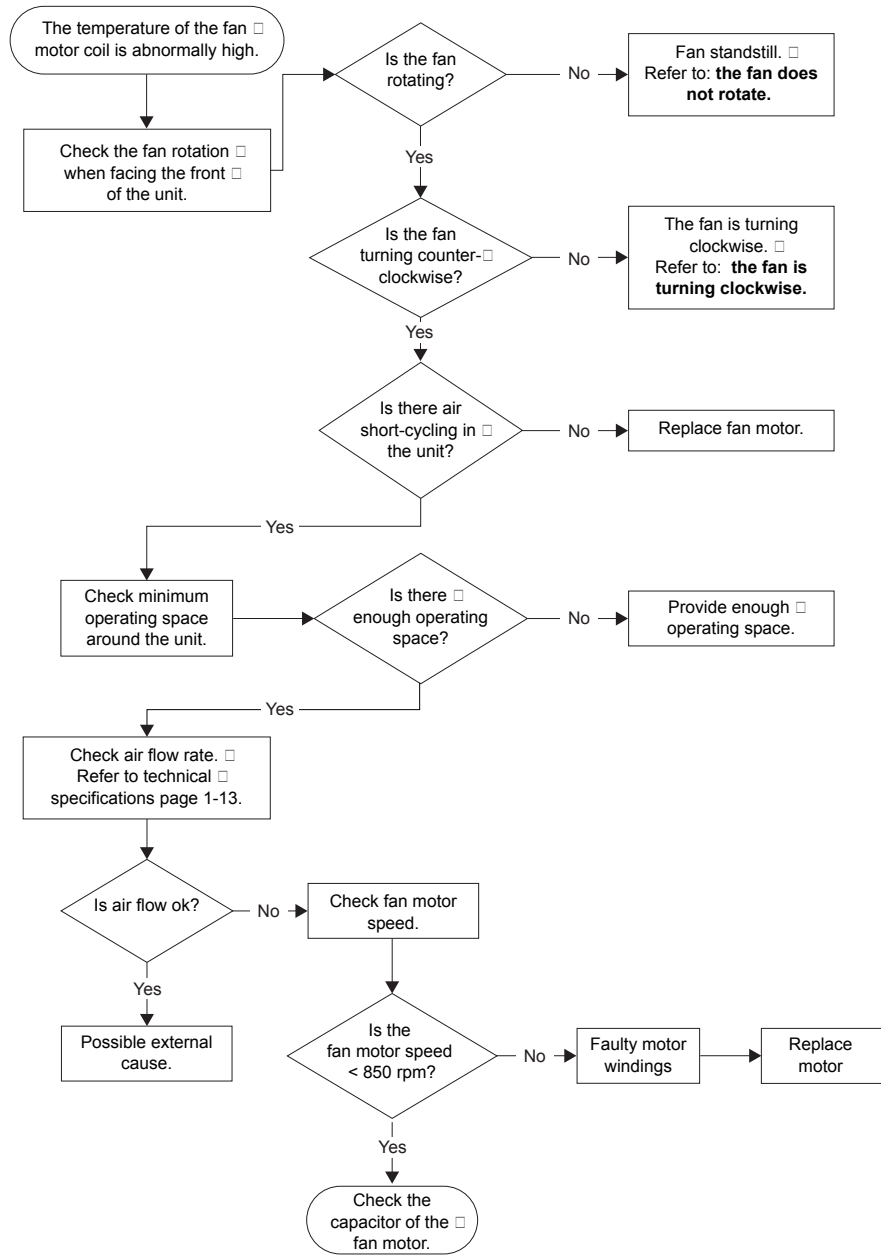 The temperature of the fan □
motor coil is abnormally high.
Check the fan rotation □
when facing the front □
of the unit.
Is the fan
rotating?
No
Fan standstill. □
Refer to: the fan does
not rotate.
Yes
Is the fan
turning counter-□
clockwise?
No
The fan is turning
clockwise. □
Refer to: the fan is
turning clockwise.
Yes
Is there air
short-cycling in □
the unit?
No
Replace fan motor.
Yes
Check minimum
operating space
around the unit.
Is there □
enough operating
space?
No
Provide enough □
operating space.
Yes
Check air flow rate. □
Refer to technical □
specifications page 1-13.
Is air flow ok?
No
Check fan motor
speed.
Yes
Possible external
cause.
Is the
fan motor speed
< 850 rpm?
No
Faulty motor
windings
Replace
motor
Yes
Check the
capacitor of the □
fan motor.